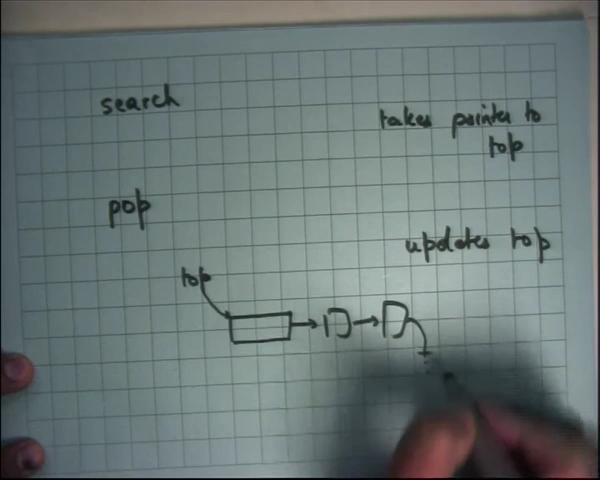 search
takes pointer to
top
pop
updates top
top